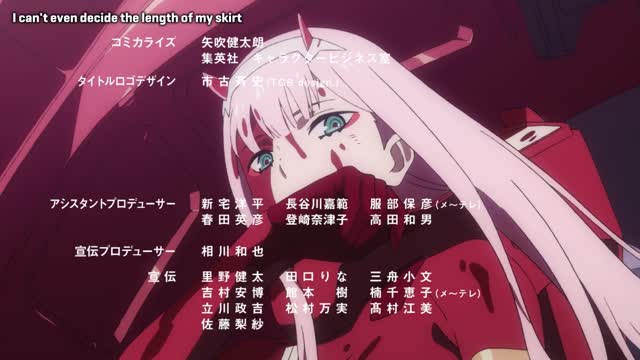 I can't even decide the length of my skirt
コミカライズ 矢吹健太朗
集英社 キャラクタービジネス室
タイトルロゴデザイン 市古斉史(TGB design.)
アシスタントプロデューサー 新宅洋平 長谷川嘉範 服部保彦(メ〜テレ)
春田英彦 登崎奈津子 高田和男
宣伝プロデューサー 相川和也
宣伝 里野健太 田口りな 三舟小文
吉村安博 館本樹 楠千恵子(メ〜テレ)
立川政吉 松村万実 髙村江美
佐藤梨紗